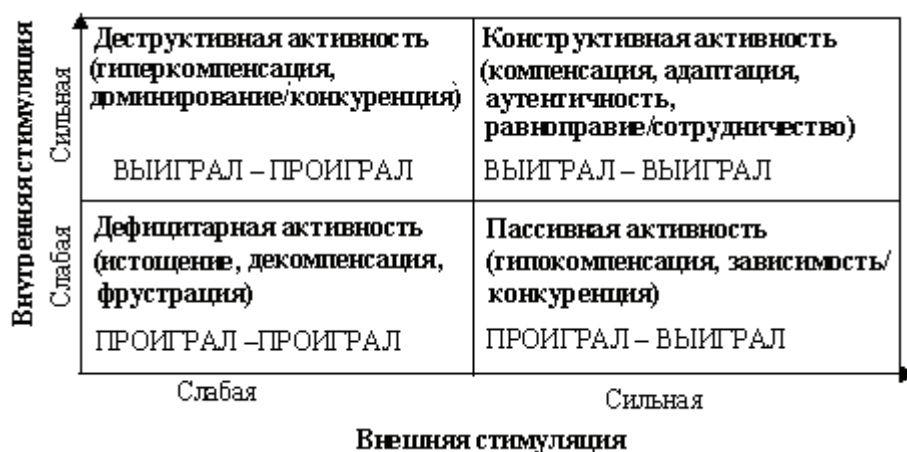 Внутренняя стимуляция
Сильная
Деструктивная активность
(гиперкомпенсация,
доминирование/конкуренция)
ВЫИГРАЛ – ПРОИГРАЛ
Конструктивная активность
(компенсация, адаптация,
аутентичность,
равноправие/сотрудничество)
ВЫИГРАЛ – ВЫИГРАЛ
Слабая
Дефицитарная активность
(истощение, декомпенсация,
фрустрация)
ПРОИГРАЛ –ПРОИГРАЛ
Пассивная активность
(гипокомпенсация, зависимость/
конкуренция)
ПРОИГРАЛ – ВЫИГРАЛ
Слабая
Сильная
Внешняя стимуляция